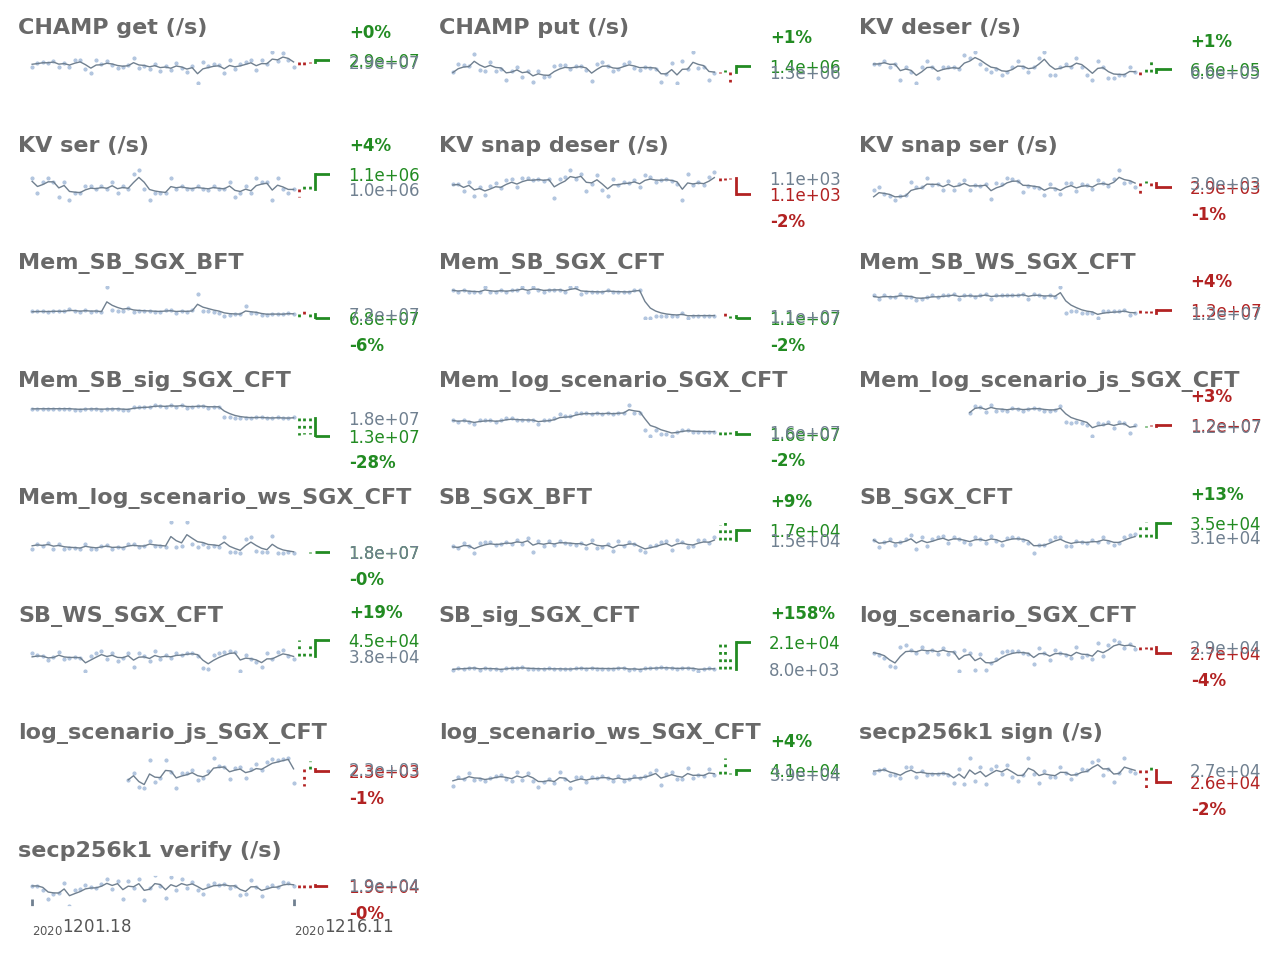 CHAMP get (/s)
+0%
2.9e+07
CHAMP put (/s)
+1%
1.4e+06
1.3e+06
KV deser (/s)
+1%
6.6e+05
6.6e+05
KV ser (/s)
+4%
1.1e+06
1.0e+06
KV snap deser (/s)
1.1e+03
1.1e+03
-2%
KV snap ser (/s)
2.9e+03
-1%
Mem_SB_SGX_BFT
7.2e+07
6.8e+07
-6%
Mem_SB_SGX_CFT
1.1e+07
1.1e+07
-2%
Mem_SB_WS_SGX_CFT
+4%
1.2e+07
Mem_SB_sig_SGX_CFT
1.8e+07
1.3e+07
-28%
Mem_log_scenario_SGX_CFT
1.6e+07
1.6e+07
-2%
Mem_log_scenario_js_SGX_CFT
+3%
1.2e+07
1.2e+07
Mem_log_scenario_ws_SGX_CFT
1.8e+07
-0%
SB_SGX_BFT
+9%
1.7e+04
1.5e+04
SB_SGX_CFT
+13%
3.5e+04
3.1e+04
SB_WS_SGX_CFT
+19%
4.5e+04
3.8e+04
SB_sig_SGX_CFT
+158%
2.1e+04
8.0e+03
log_scenario_SGX_CFT
2.9e+04
2.7e+04
-4%
log_scenario_js_SGX_CFT
2.3e+03
2.3e+03
-1%
log_scenario_ws_SGX_CFT
+4%
4.1e+04
3.9e+04
secp256k1 sign (/s)
2.7e+04
2.6e+04
-2%
secp256k1 verify (/s)
1.9e+04
1.9e+04
-0%
2020 1201.18
2020 1216.11